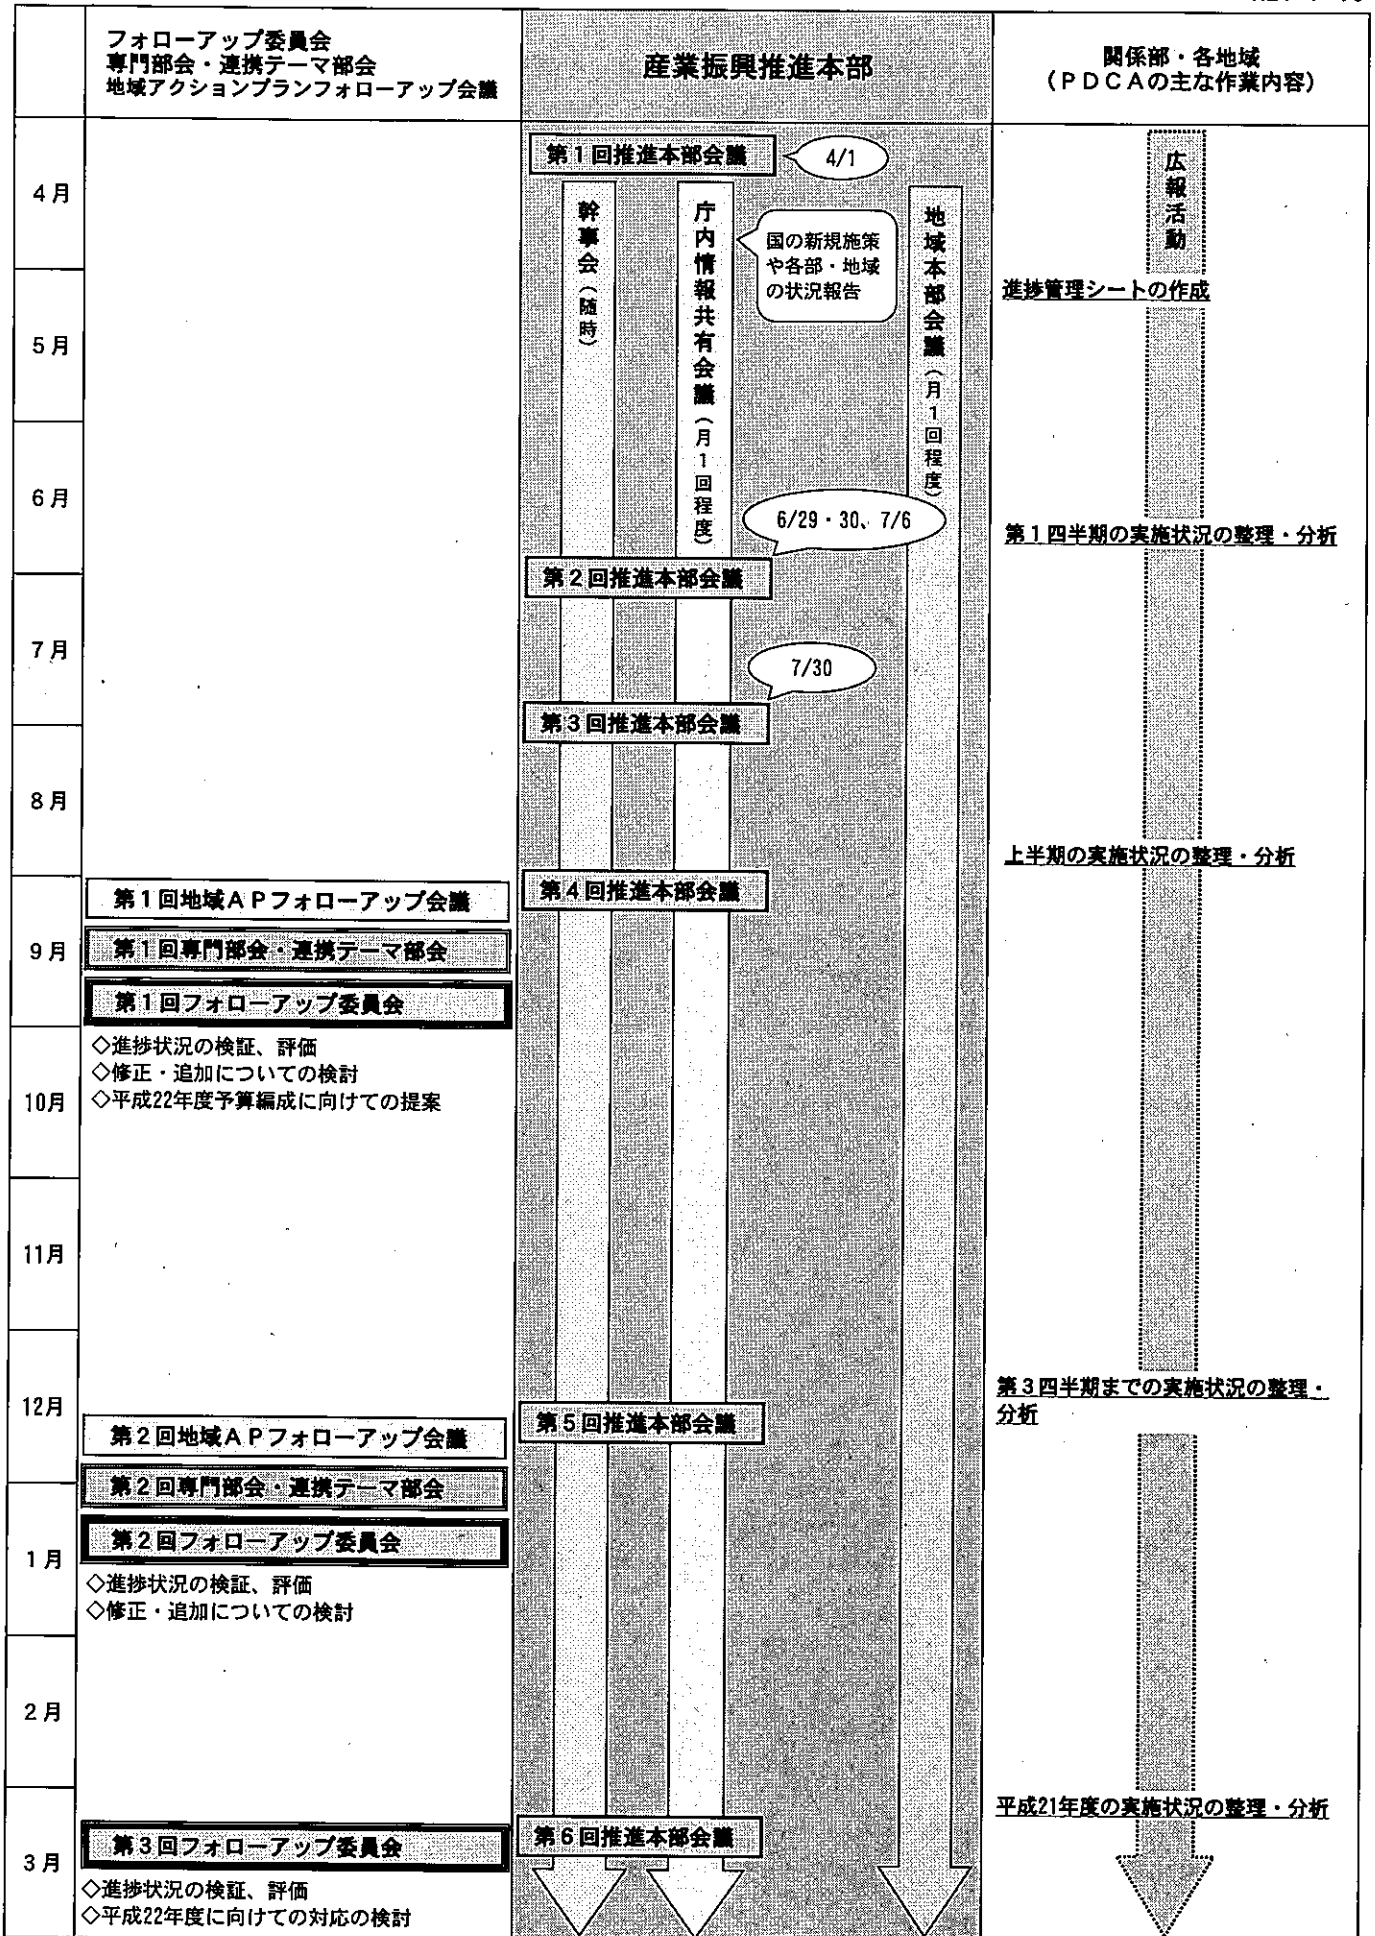 フォローアップ委員会
専門部会・連携テーマ部会
地域アクションプランフォローアップ会議
産業振興推進本部
関係部・各地域
(PDCAの主な作業内容)
4月
5月
6月
7月
8月
9月
10月
11月
12月
1月
2月
3月
第1回地域APフォローアップ会議
第1回専門部会・連携テーマ部会
第1回フォローアップ委員会
◇進捗状況の検証、評価
◇修正・追加についての検討
◇平成22年度予算編成に向けての提案
第2回地域APフォローアップ会議
第2回専門部会・連携テーマ部会
第2回フォローアップ委員会
◇進捗状況の検証、評価
◇修正・追加についての検討
第3回フォローアップ委員会
◇進捗状況の検証、評価
◇平成22年度に向けての対応の検討
第1回推進本部会議
4/1
幹事会(随時)
庁内情報共有会議(月1回程度)
国の新規施策
や各部・地域
の状況報告
地域本部会議(月1回程度)
6/29・30、7/6
第2回推進本部会議
7/30
第3回推進本部会議
第4回推進本部会議
第5回推進本部会議
第6回推進本部会議
広報活動
進捗管理シートの作成
第1四半期の実施状況の整理・分析
上半期の実施状況の整理・分析
第3四半期までの実施状況の整理・
分析
平成21年度の実施状況の整理・分析